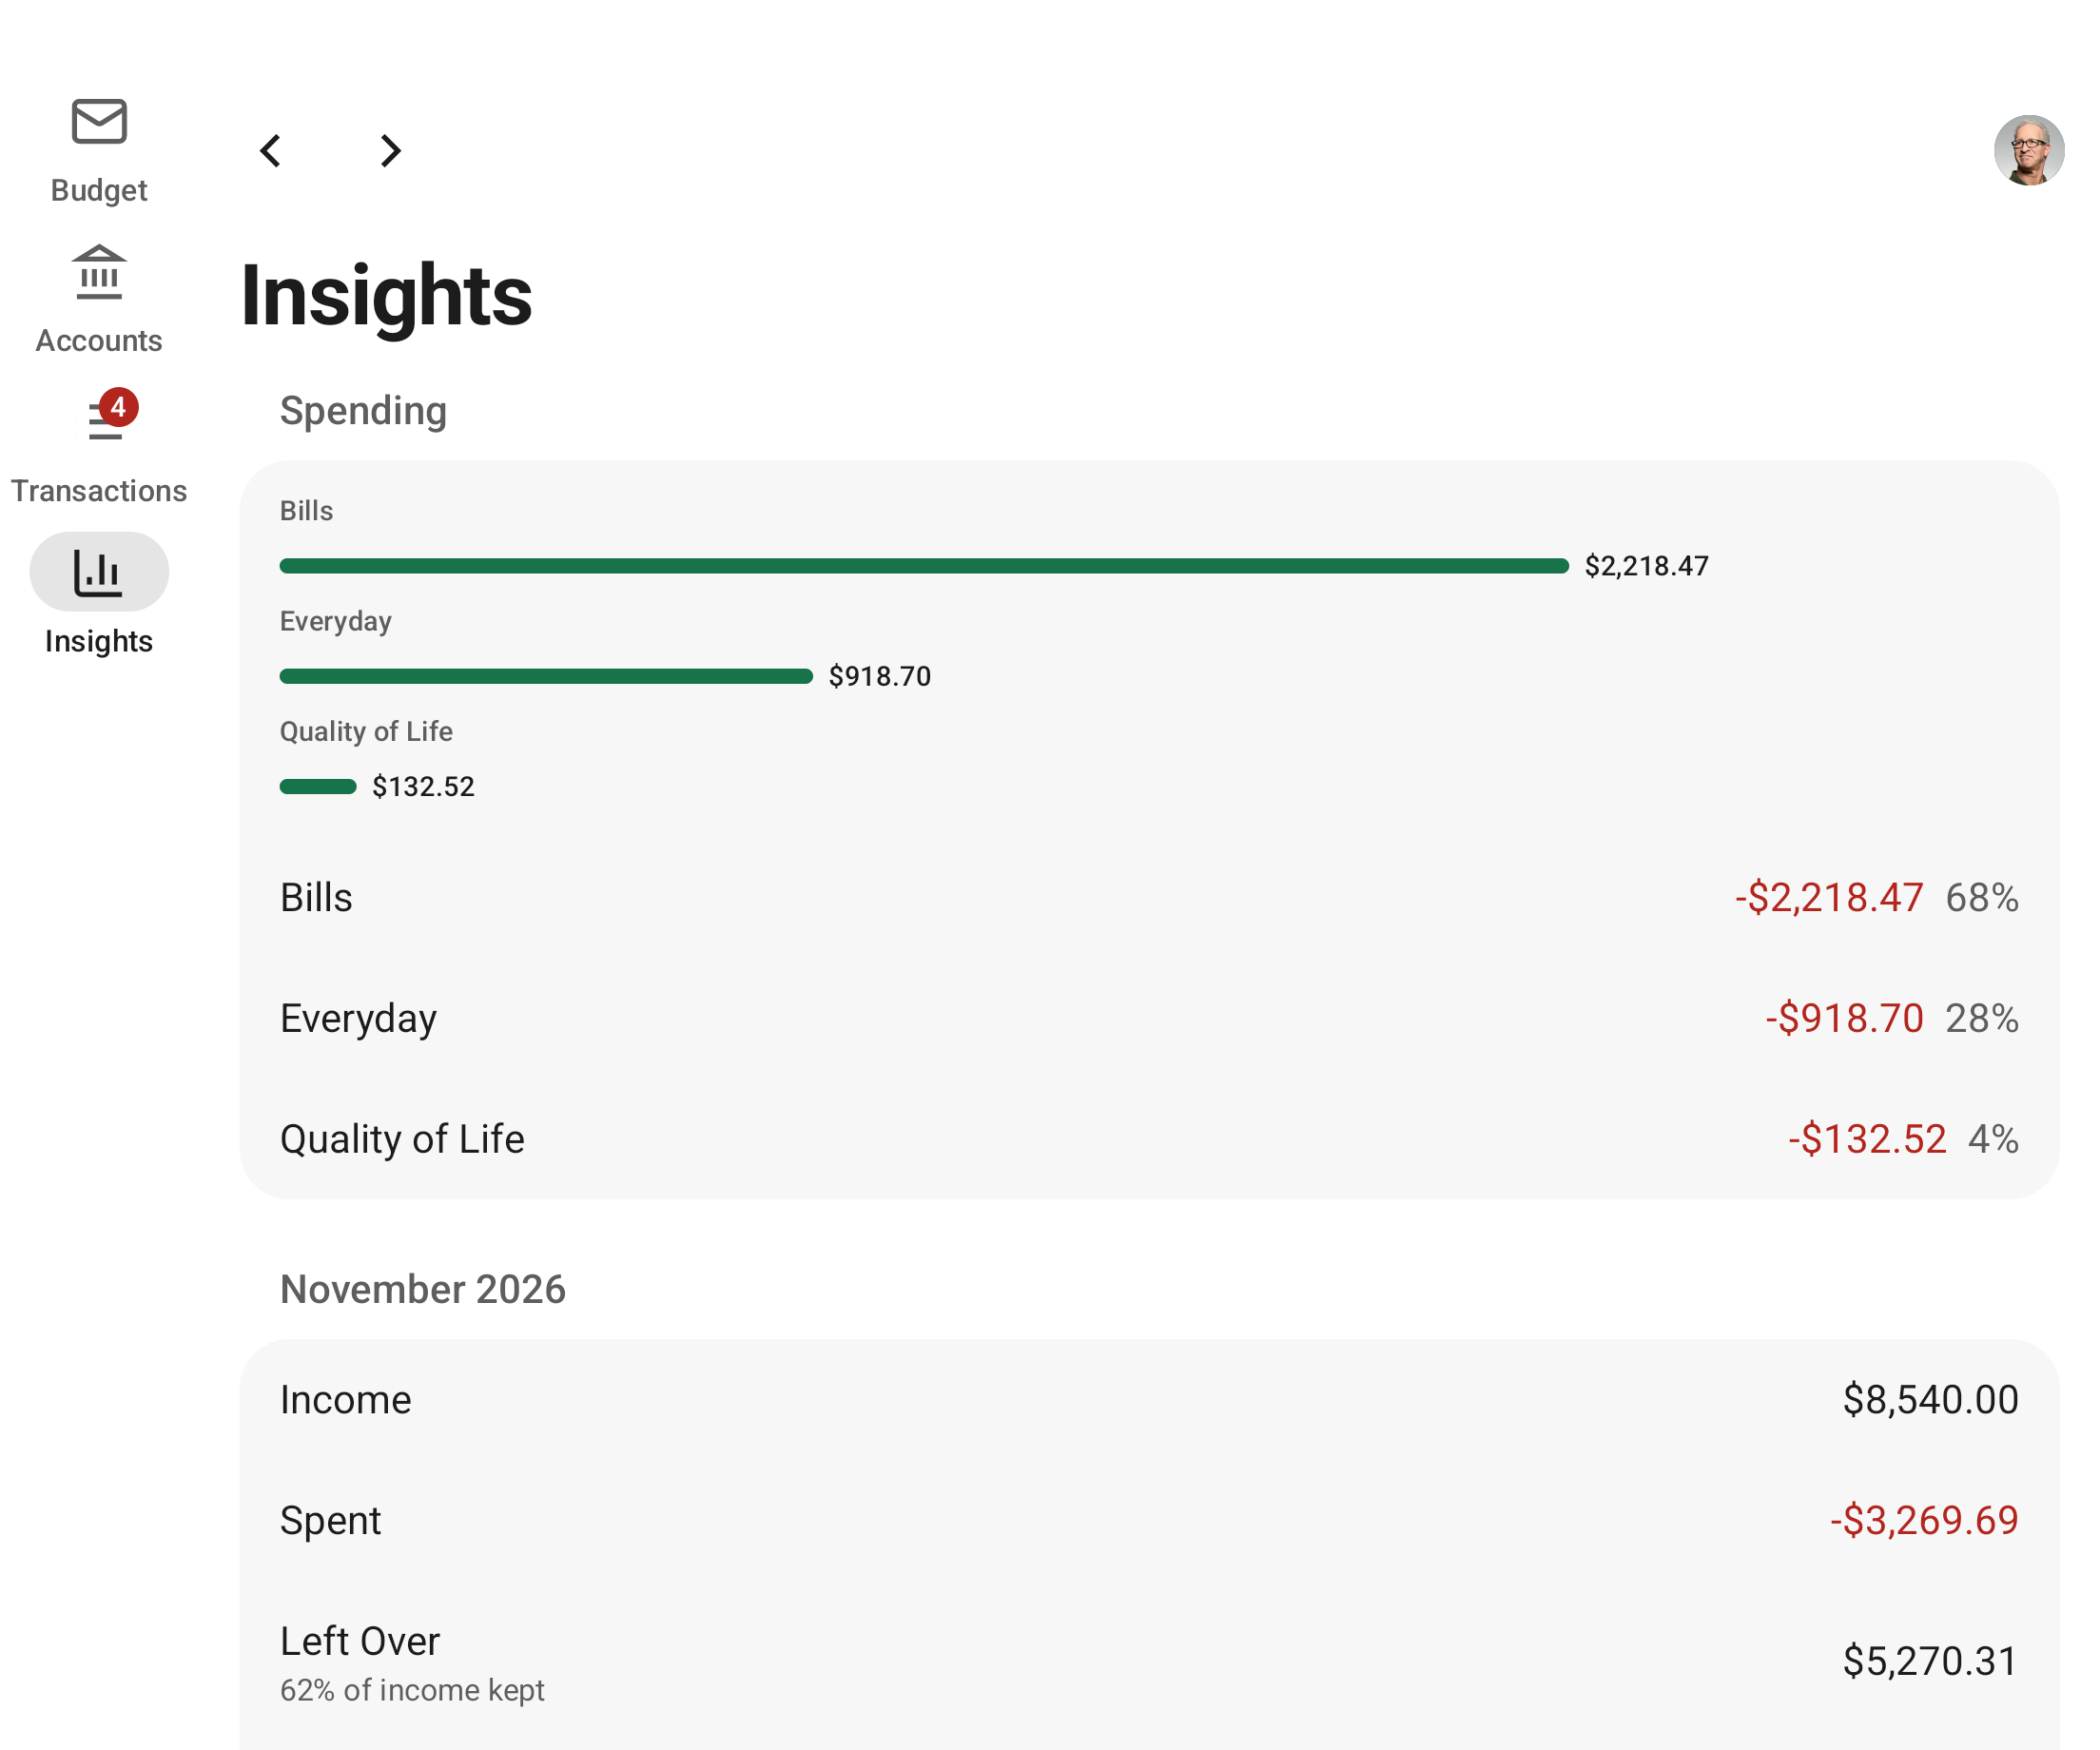 Budget
Accounts
4
Transactions
Insights
Insights
Spending
Bills
$2,218.47
Everyday
$918.70
Quality of Life
$132.52
Bills -$2,218.47 68%
Everyday -$918.70 28%
Quality of Life -$132.52 4%
November 2026
Income $8,540.00
Spent -$3,269.69
Left Over $5,270.31
62% of income kept